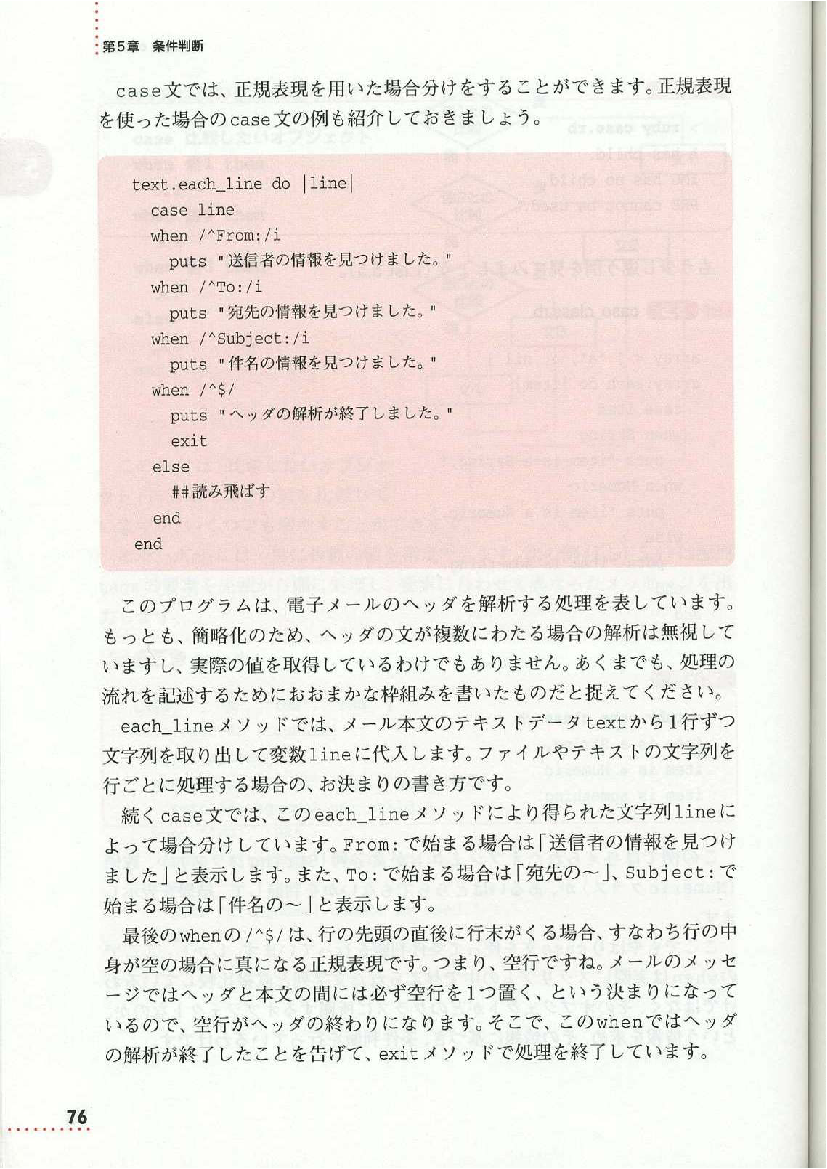 第5章　条件判断
case文では、正規表現を用いた場合分けをすることができます。正規表現
を使った場合のcase文の例も紹介しておきましょう。
text.each_line do |line|
  case line
  when /^From:/i
    puts "送信者の情報を見つけました。"
  when /^To:/i
    puts "宛先の情報を見つけました。"
  when /^Subject:/i
    puts "件名の情報を見つけました。"
  when /^$/
    puts "ヘッダの解析が終了しました。"
    exit
  else
    ##読み飛ばす
  end
end
このプログラムは、電子メールのヘッダを解析する処理を表しています。
もっとも、簡略化のため、ヘッダの文が複数にわたる場合の解析は無視して
いますし、実際の値を取得しているわけでもありません。あくまでも、処理の
流れを記述するためにおおまかな枠組みを書いたものだと捉えてください。
each_lineメソッドでは、メール本文のテキストデータtextから1行ずつ
文字列を取り出して変数lineに代入します。ファイルやテキストの文字列を
行ごとに処理する場合の、お決まりの書き方です。
続くcase文では、このeach_lineメソッドにより得られた文字列lineに
よって場合分けしています。From:で始まる場合は「送信者の情報を見つけ
ました」と表示します。また、To:で始まる場合は「宛先の～」、Subject:で
始まる場合は「件名の～」と表示します。
最後のwhenの/^$/は、行の先頭の直後に行末がくる場合、すなわち行の中
身が空の場合に真になる正規表現です。つまり、空行ですね。メールのメッセ
ージではヘッダと本文の間には必ず空行を1つ置く、という決まりになって
いるので、空行がヘッダの終わりになります。そこで、このwhenではヘッダ
の解析が終了したことを告げて、exitメソッドで処理を終了しています。
76